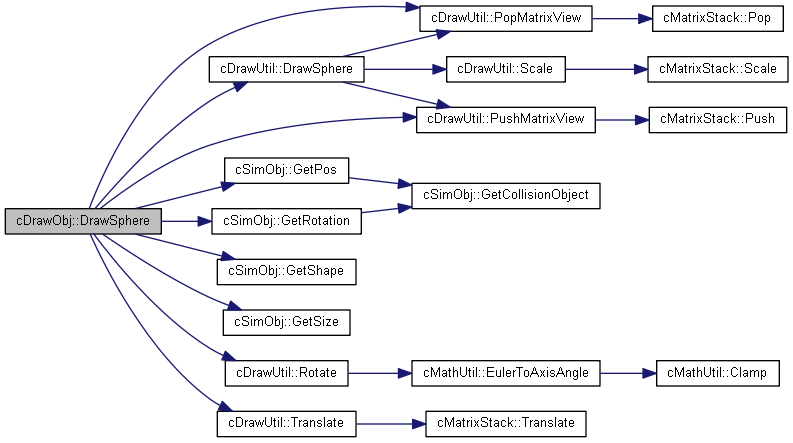 cDrawUtil::PopMatrixView
cMatrixStack::Pop
cDrawUtil::DrawSphere
cDrawUtil::Scale
cMatrixStack::Scale
cDrawUtil::PushMatrixView
cMatrixStack::Push
cSimObj::GetPos
cSimObj::GetCollisionObject
cDrawObj::DrawSphere
cSimObj::GetRotation
cSimObj::GetShape
cSimObj::GetSize
cDrawUtil::Rotate
cMathUtil::EulerToAxisAngle
cMathUtil::Clamp
cDrawUtil::Translate
cMatrixStack::Translate